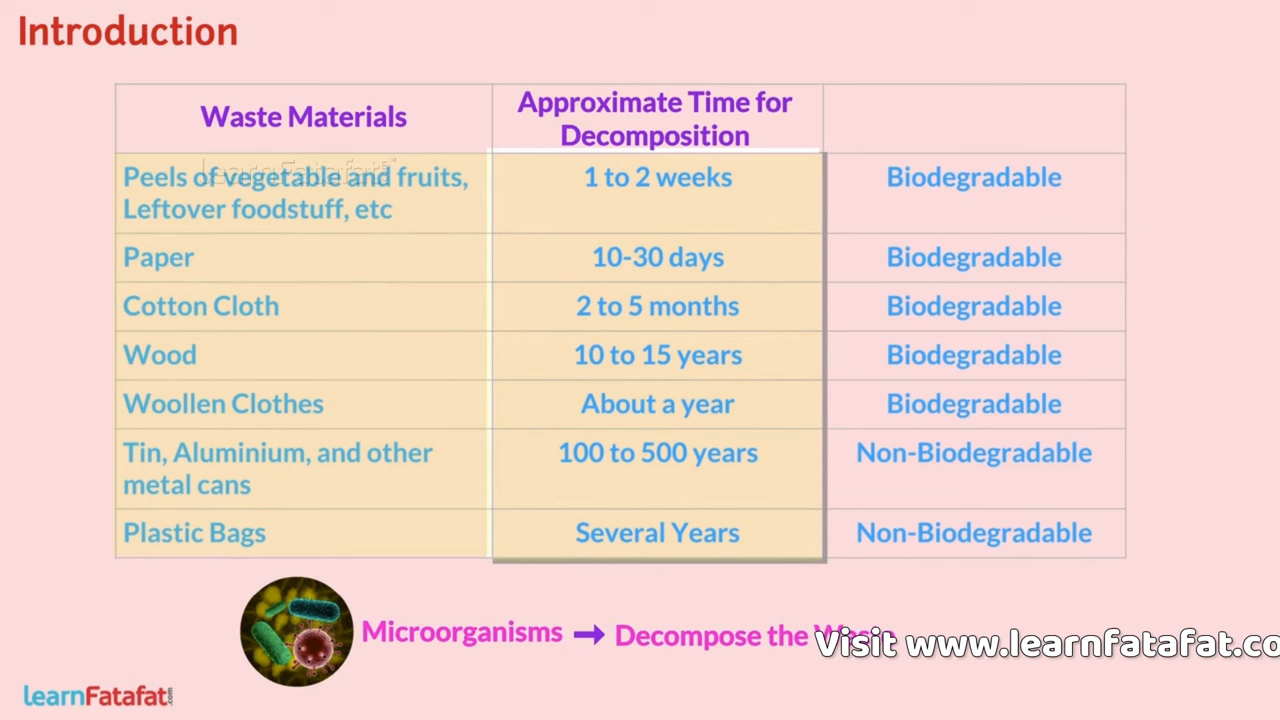 Introduction
Waste Materials
Approximate Time for
Decomposition
learnFatafat
Peels of vegetable and fruits,
Leftover foodstuff, etc
1 to 2 weeks
Biodegradable
Paper
10-30 days
Biodegradable
Cotton Cloth
2 to 5 months
Biodegradable
Wood
10 to 15 years
Biodegradable
Woollen Clothes
About a year
Biodegradable
Tin, Aluminium, and other
metal cans
100 to 500 years
Non-Biodegradable
Plastic Bags
Several Years
Non-Biodegradable
Microorganisms → Decompose the
Visit www.learnfatafat.co
learnFatafat.com